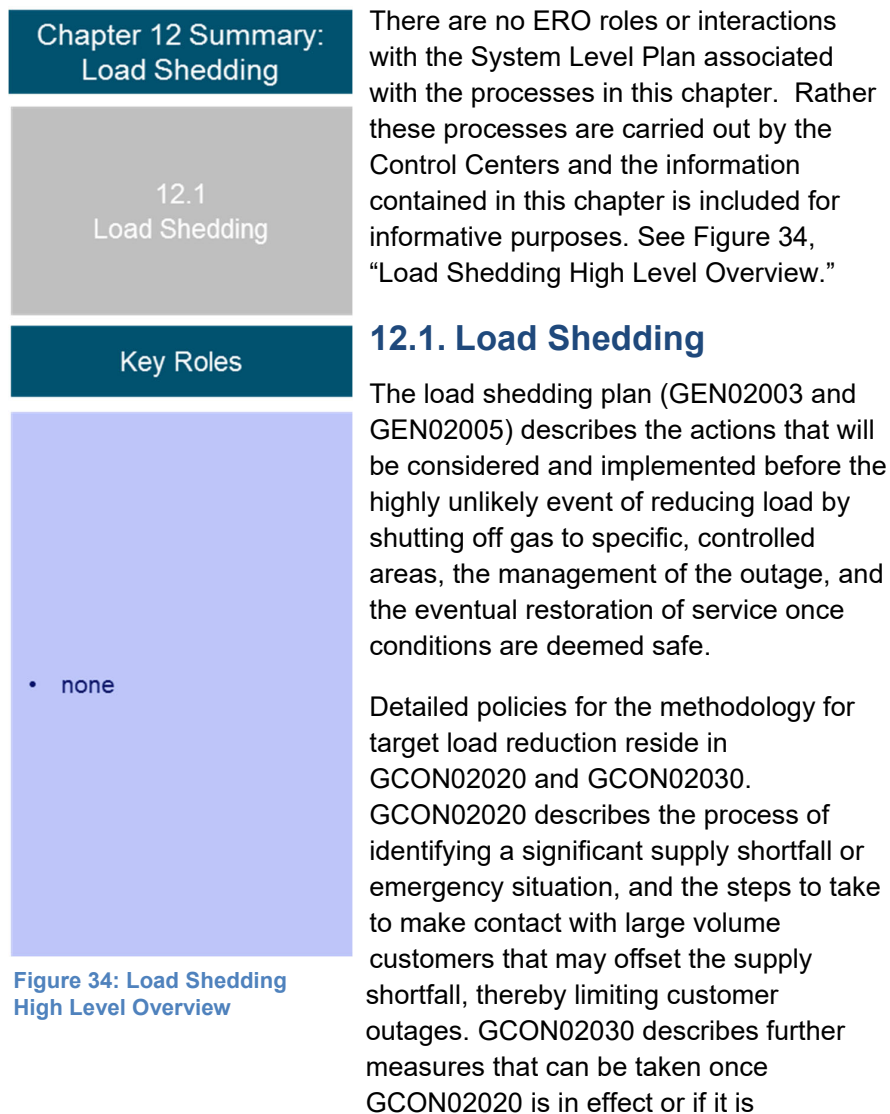 Chapter 12 Summary:
Load Shedding
12.1
Load Shedding
Key Roles
• none
Figure 34: Load Shedding
High Level Overview
There are no ERO roles or interactions
with the System Level Plan associated
with the processes in this chapter.  Rather
these processes are carried out by the
Control Centers and the information
contained in this chapter is included for
informative purposes. See Figure 34,
“Load Shedding High Level Overview.”
12.1. Load Shedding
The load shedding plan (GEN02003 and
GEN02005) describes the actions that will
be considered and implemented before the
highly unlikely event of reducing load by
shutting off gas to specific, controlled
areas, the management of the outage, and
the eventual restoration of service once
conditions are deemed safe.
Detailed policies for the methodology for
target load reduction reside in
GCON02020 and GCON02030.
GCON02020 describes the process of
identifying a significant supply shortfall or
emergency situation, and the steps to take
to make contact with large volume
customers that may offset the supply
shortfall, thereby limiting customer
outages. GCON02030 describes further
measures that can be taken once
GCON02020 is in effect or if it is